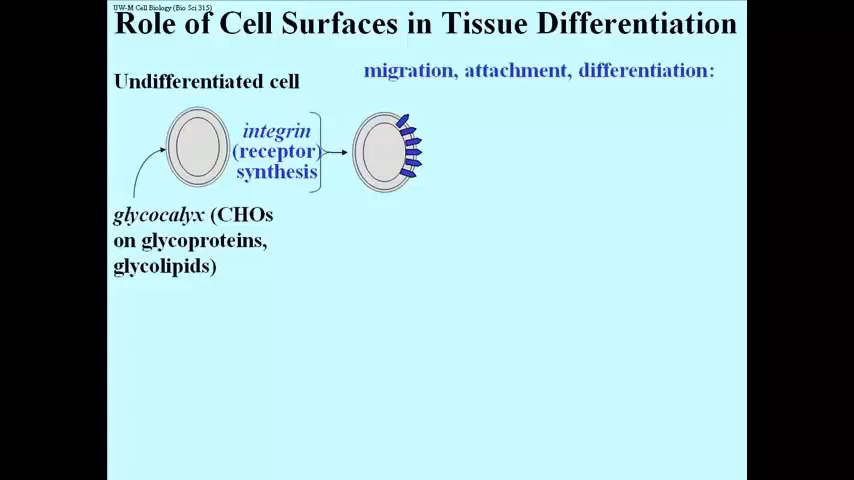 UW-M Cell Biology (Bio Sci 315)
Role of Cell Surfaces in Tissue Differentiation
migration, attachment, differentiation:
Undifferentiated cell
integrin
(receptor)
synthesis
glycocalyx (CHOs
on glycoproteins,
glycolipids)